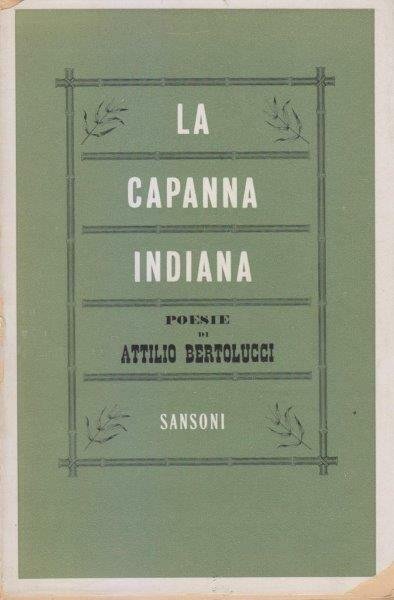 LA
CAPANNA
INDIANA
POESIE
DI
ATTILIO BERTOLUCCI
SANSONI